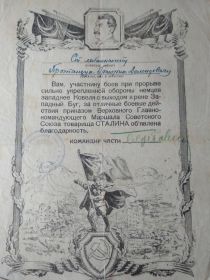 Ст. лейтенанту
Вам, участнику боев при прорыве
сильно укрепленной обороны немцев
западнее Ковеля с выходом к реке За-
падный Буг, за отличные боевые дей-
ствия приказом Верховного Главно-
командующего Маршала Советского
Союза товарища СТАЛИНА объявлена
благодарность.
КОМАНДИР ЧАСТИ